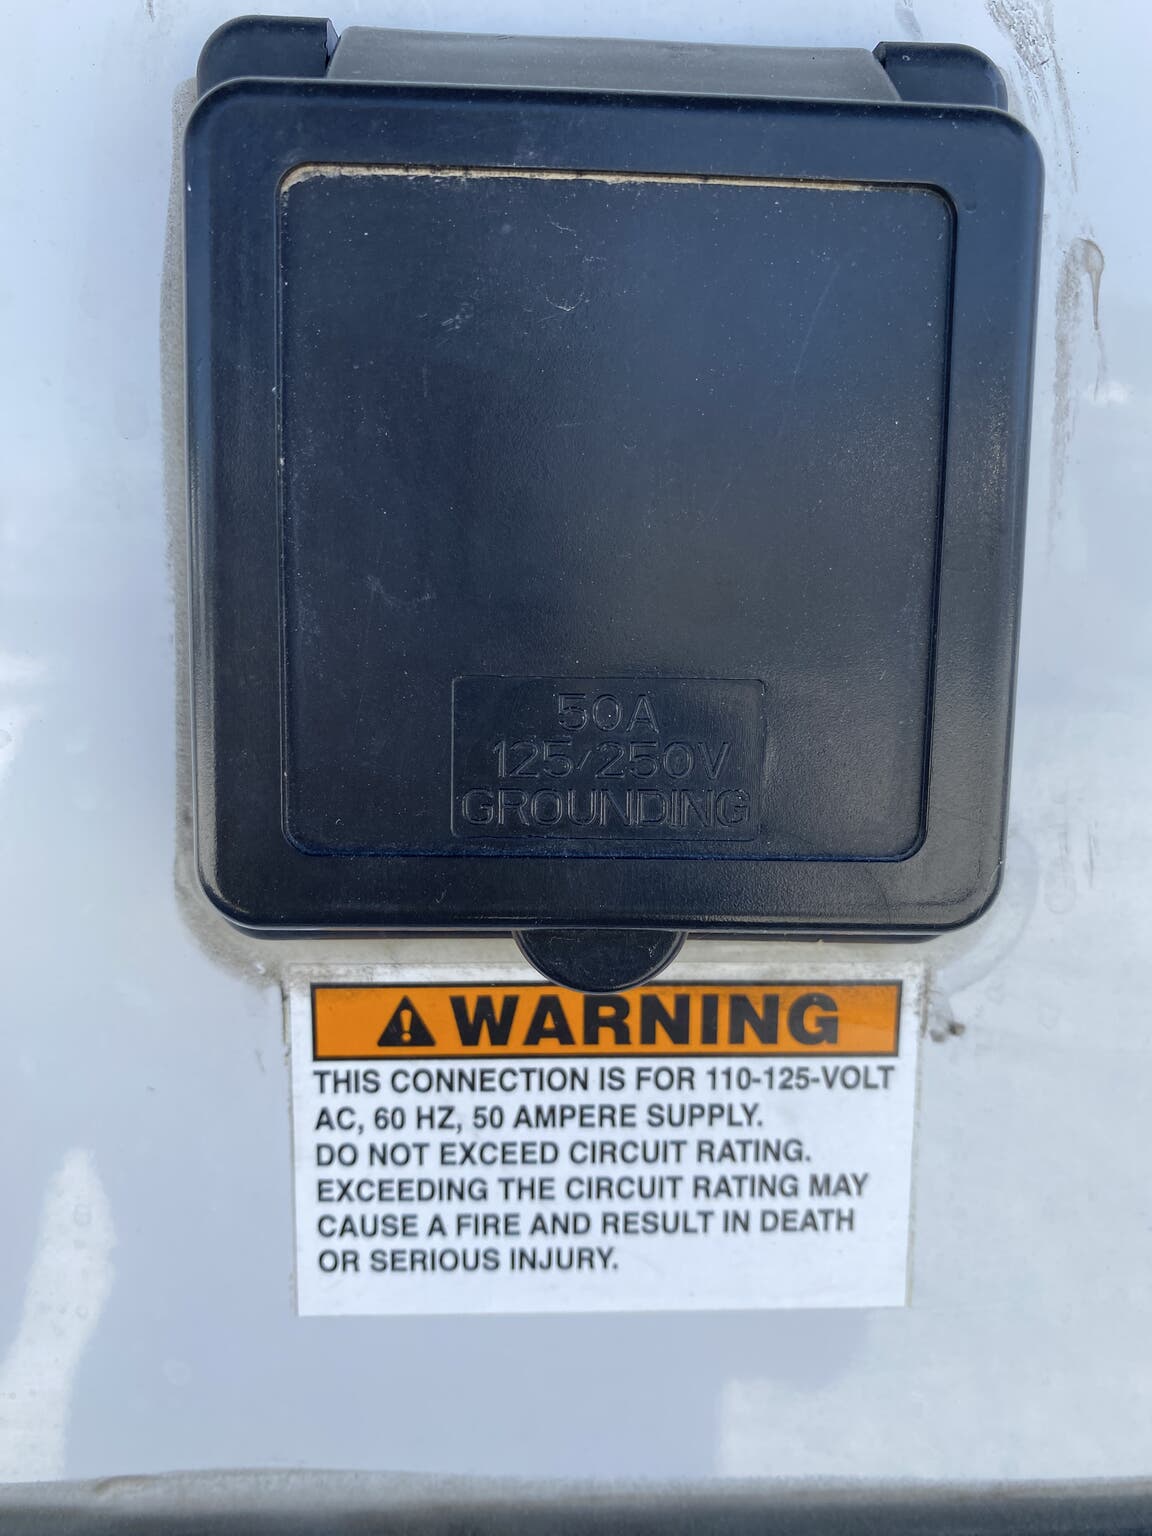 50A
125/250V
GROUNDING
WARNING
THIS CONNECTION IS FOR 110-125-VOLT
AC, 60 HZ, 50 AMPERE SUPPLY.
DO NOT EXCEED CIRCUIT RATING.
EXCEEDING THE CIRCUIT RATING MAY
CAUSE A FIRE AND RESULT IN DEATH
OR SERIOUS INJURY.